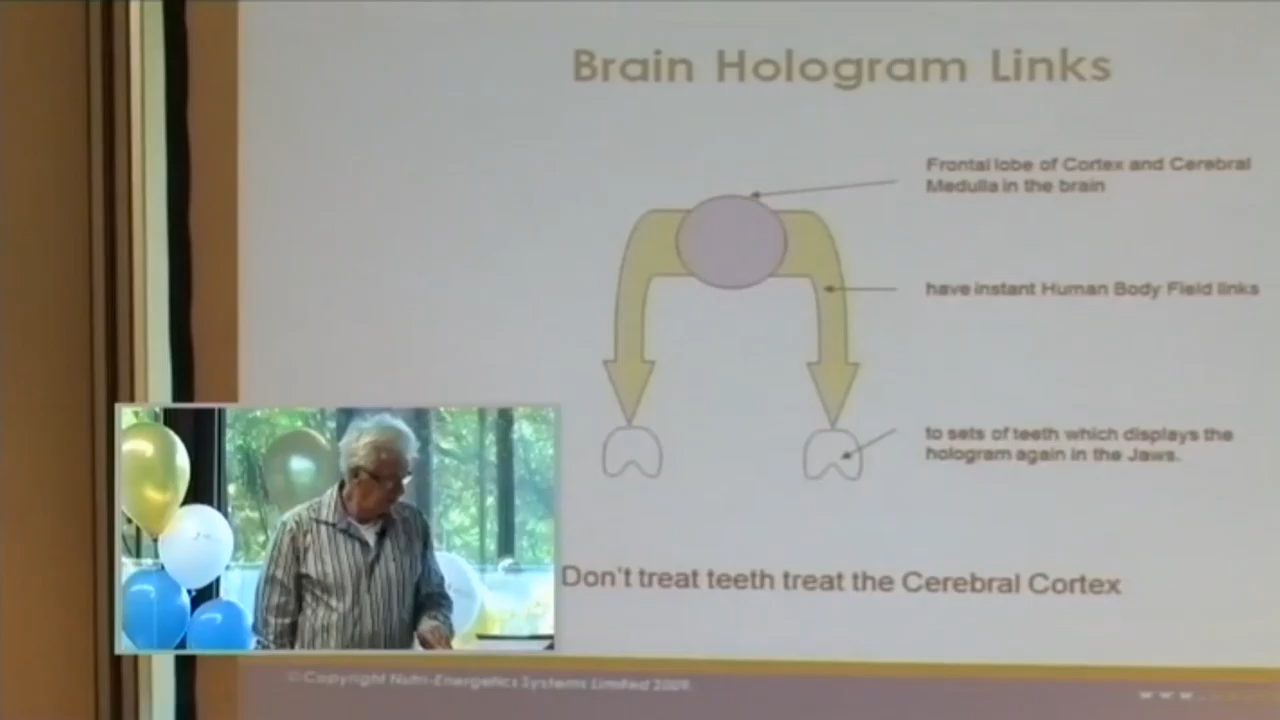 Brain Hologram Links
Frontal lobe of Cortex and Cerebral
Medulla in the brain
have instant Human Body Field links
to sets of teeth which displays the
hologram again in the Jaws.
Don't treat teeth treat the Cerebral Cortex
© Copyright Nutri-Energetics Systems Limited 2009
www.